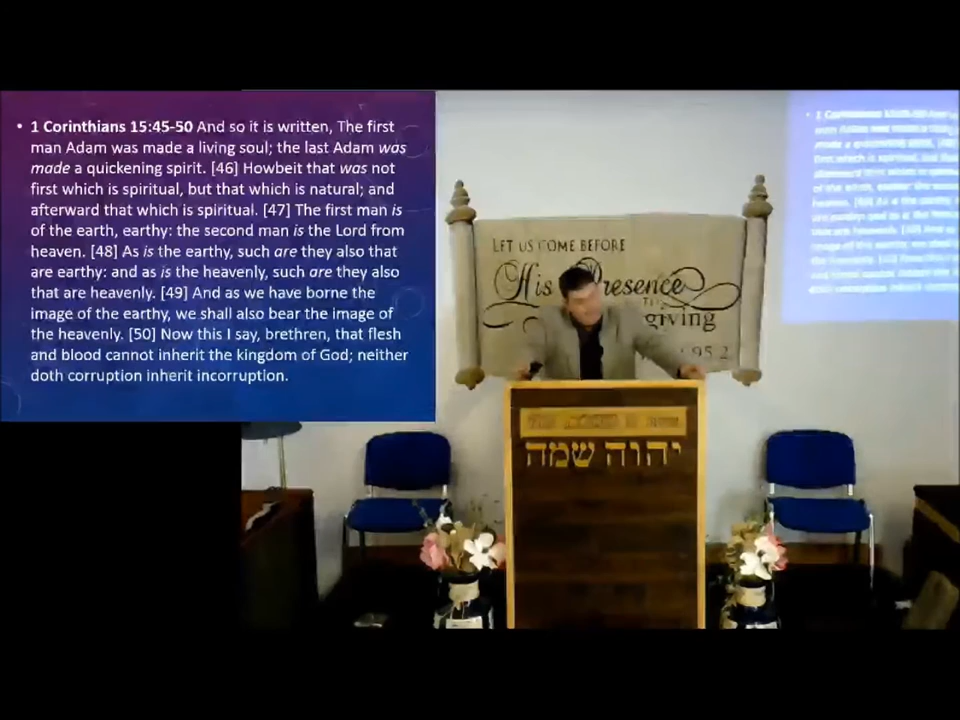 • 1 Corinthians 15:45-50 And so it is written, The first
man Adam was made a living soul; the last Adam was
made a quickening spirit. [46] Howbeit that was not
first which is spiritual, but that which is natural; and
afterward that which is spiritual. [47] The first man is
of the earth, earthy: the second man is the Lord from
heaven. [48] As is the earthy, such are they also that
are earthy: and as is the heavenly, such are they also
that are heavenly. [49] And as we have borne the
image of the earthy, we shall also bear the image of
the heavenly. [50] Now this I say, brethren, that flesh
and blood cannot inherit the kingdom of God; neither
doth corruption inherit incorruption.
LET US COME BEFORE
His Presence
giving
95 2
יהוה שמה